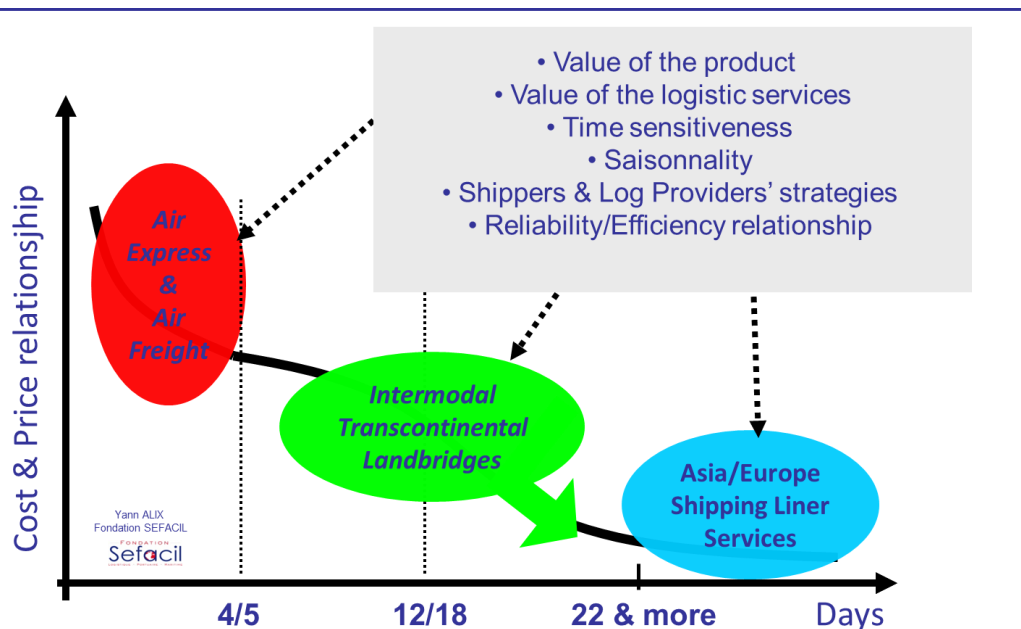 • Value of the product
• Value of the logistic services
• Time sensitiveness
• Saisonnality
• Shippers & Log Providers' strategies
• Reliability/Efficiency relationship
Cost & Price relationsjhip
Air
Express
&
Air
Freight
Intermodal
Transcontinental
Landbridges
Asia/Europe
Shipping Liner
Services
Yann ALIX
Fondation SEFACIL
FONDATION
Sefacil
4/5
12/18
22 & more
Days